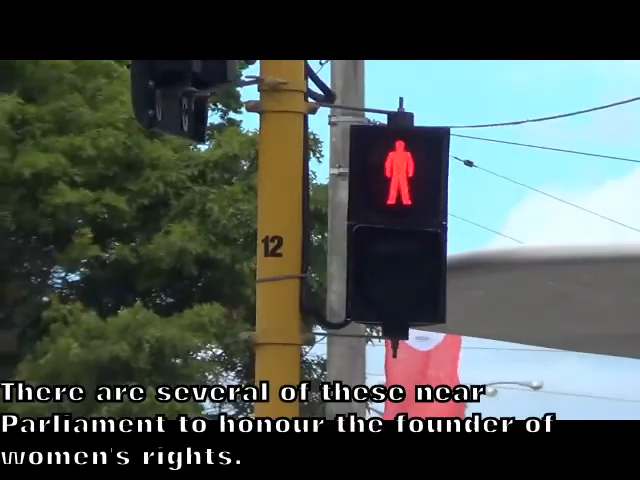 12
There are several of these near
Parliament to honour the founder of
women's rights.